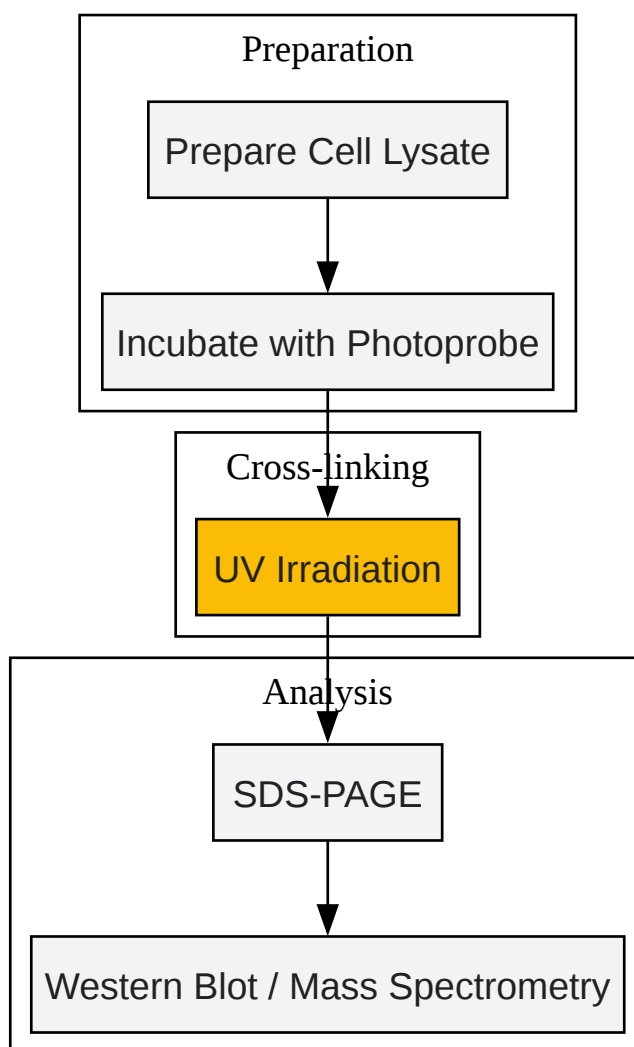 Preparation
Prepare Cell Lysate
Incubate with Photoprobe
Cross-linking
UV Irradiation
Analysis
SDS-PAGE
Western Blot / Mass Spectrometry